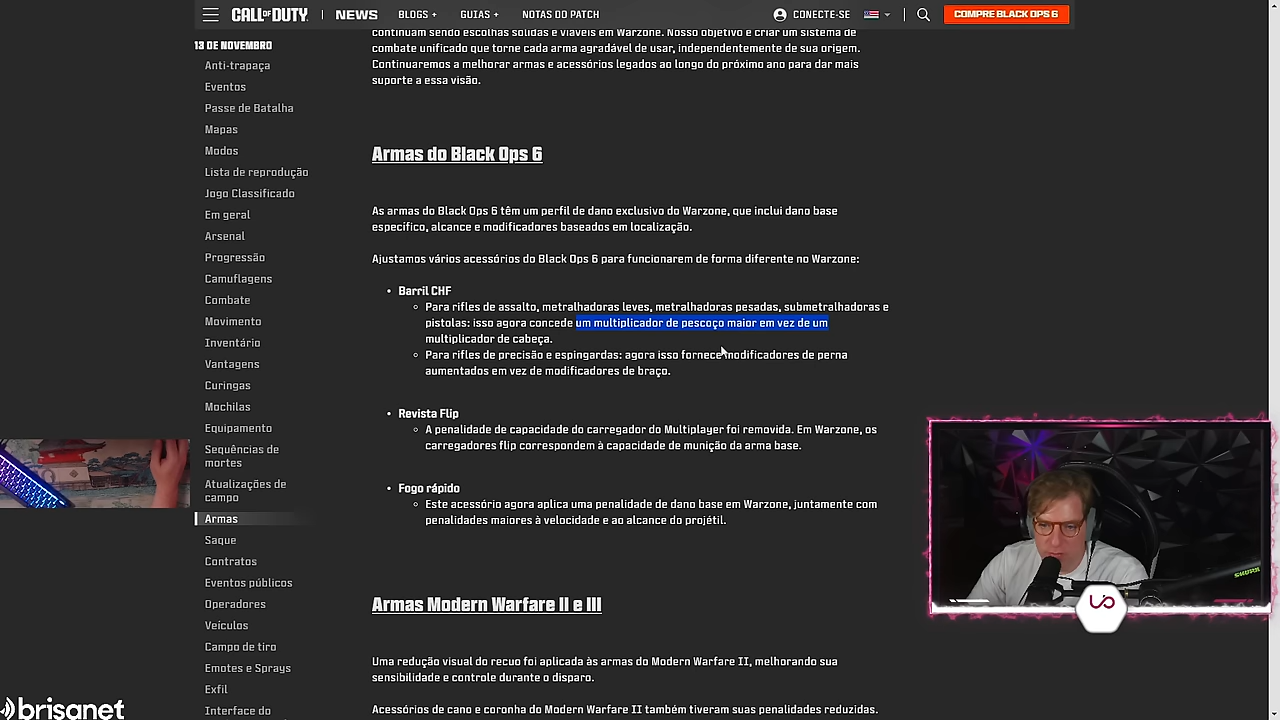 CALL OF DUTY
NEWS
BLOGS +
GUIAS +
NOTAS DO PATCH
CONECTE-SE
COMPRE BLACK OPS 6
13 DE NOVEMBRO
Anti-trapaça
Eventos
Passe de Batalha
Mapas
Modos
Lista de reprodução
Jogo Classificado
Em geral
Arsenal
Progressão
Camuflagens
Combate
Movimento
Inventário
Vantagens
Curingas
Mochilas
Equipamento
Sequências de
mortes
Atualizações de
campo
Armas
Saque
Contratos
Eventos públicos
Operadores
Veículos
Campo de tiro
Emotes e Sprays
Exfil
Interface do
continuam sendo escolhas sólidas e viáveis em Warzone. Nosso objetivo é criar um sistema de
combate unificado que torne cada arma agradável de usar, independentemente de sua origem.
Continuaremos a melhorar armas e acessórios legados ao longo do próximo ano para dar mais
suporte a essa visão.
Armas do Black Ops 6
As armas do Black Ops 6 têm um perfil de dano exclusivo do Warzone, que inclui dano base
específico, alcance e modificadores baseados em localização.
Ajustamos vários acessórios do Black Ops 6 para funcionarem de forma diferente no Warzone:
• Barril CHF
Para rifles de assalto, metralhadoras leves, metralhadoras pesadas, submetralhadoras e
pistolas: isso agora concede um multiplicador de pescoço maior em vez de um
multiplicador de cabeça.
Para rifles de precisão e espingardas: agora isso fornece modificadores de perna
aumentados em vez de modificadores de braço.
• Revista Flip
A penalidade de capacidade do carregador do Multiplayer foi removida. Em Warzone, os
carregadores flip correspondem à capacidade de munição da arma base.
• Fogo rápido
Este acessório agora aplica uma penalidade de dano base em Warzone, juntamente com
penalidades maiores à velocidade e ao alcance do projétil.
Armas Modern Warfare II e III
Uma redução visual do recuo foi aplicada às armas do Modern Warfare II, melhorando sua
sensibilidade e controle durante o disparo.
Acessórios de cano e coronha do Modern Warfare II também tiveram suas penalidades reduzidas.
SHURE
brisanet